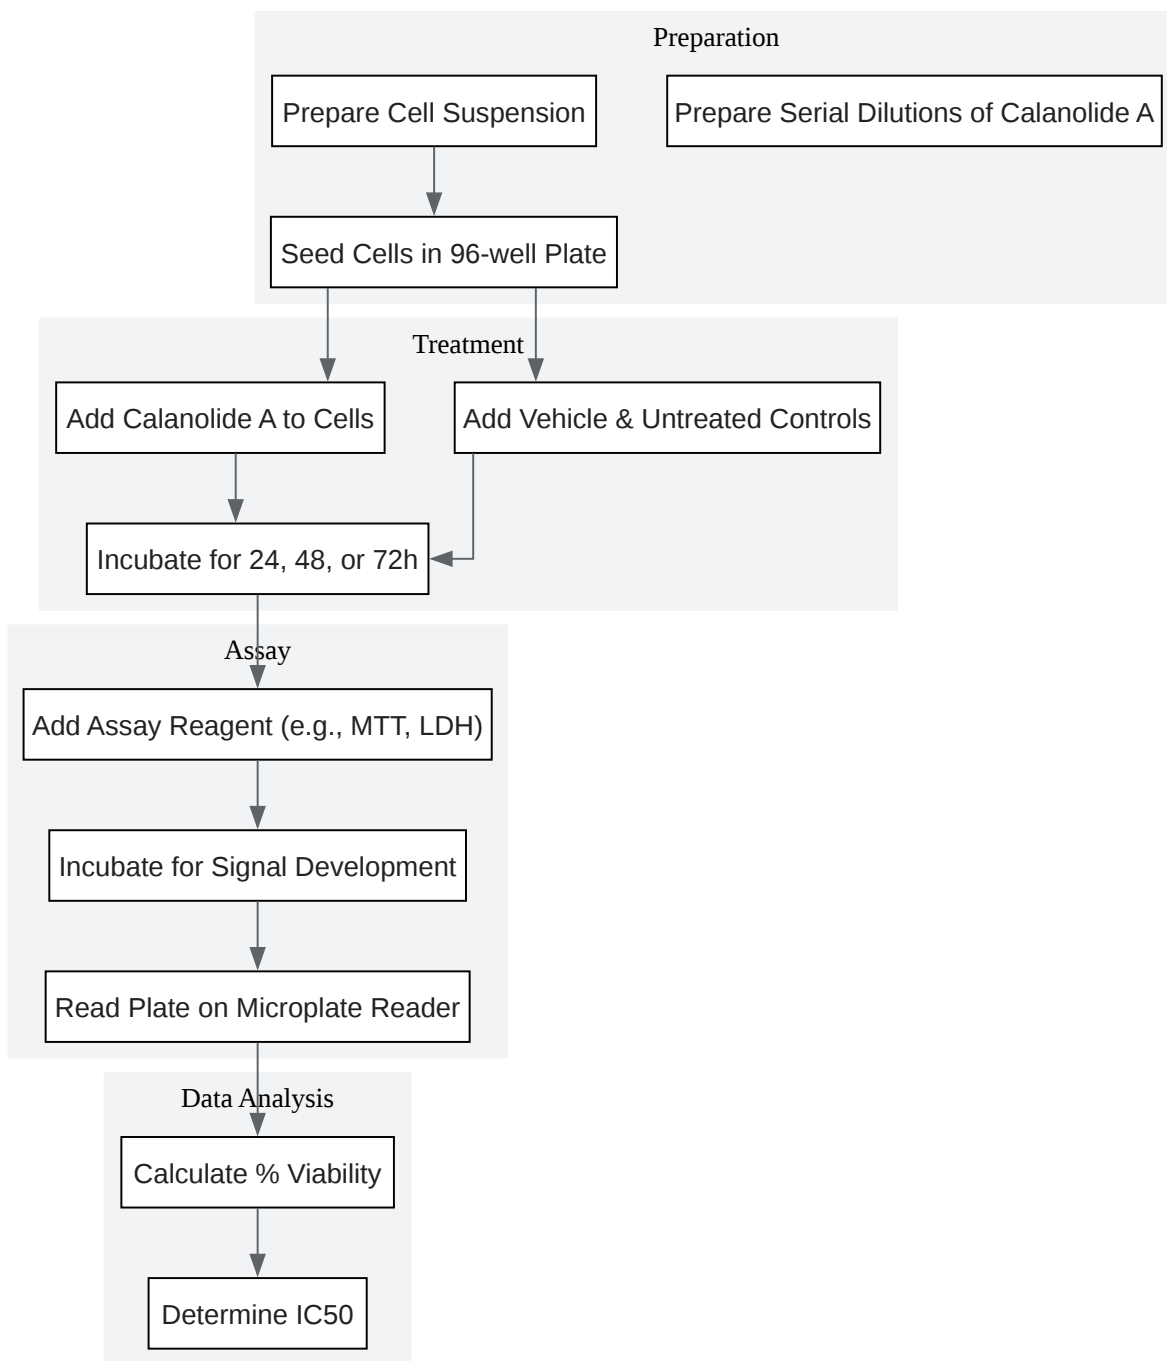 Preparation
Prepare Cell Suspension
Prepare Serial Dilutions of Calanolide A
Seed Cells in 96-well Plate
Treatment
Add Calanolide A to Cells
Add Vehicle & Untreated Controls
Incubate for 24, 48, or 72h
Assay
Add Assay Reagent (e.g., MTT, LDH)
Incubate for Signal Development
Read Plate on Microplate Reader
Data Analysis
Calculate % Viability
Determine IC50